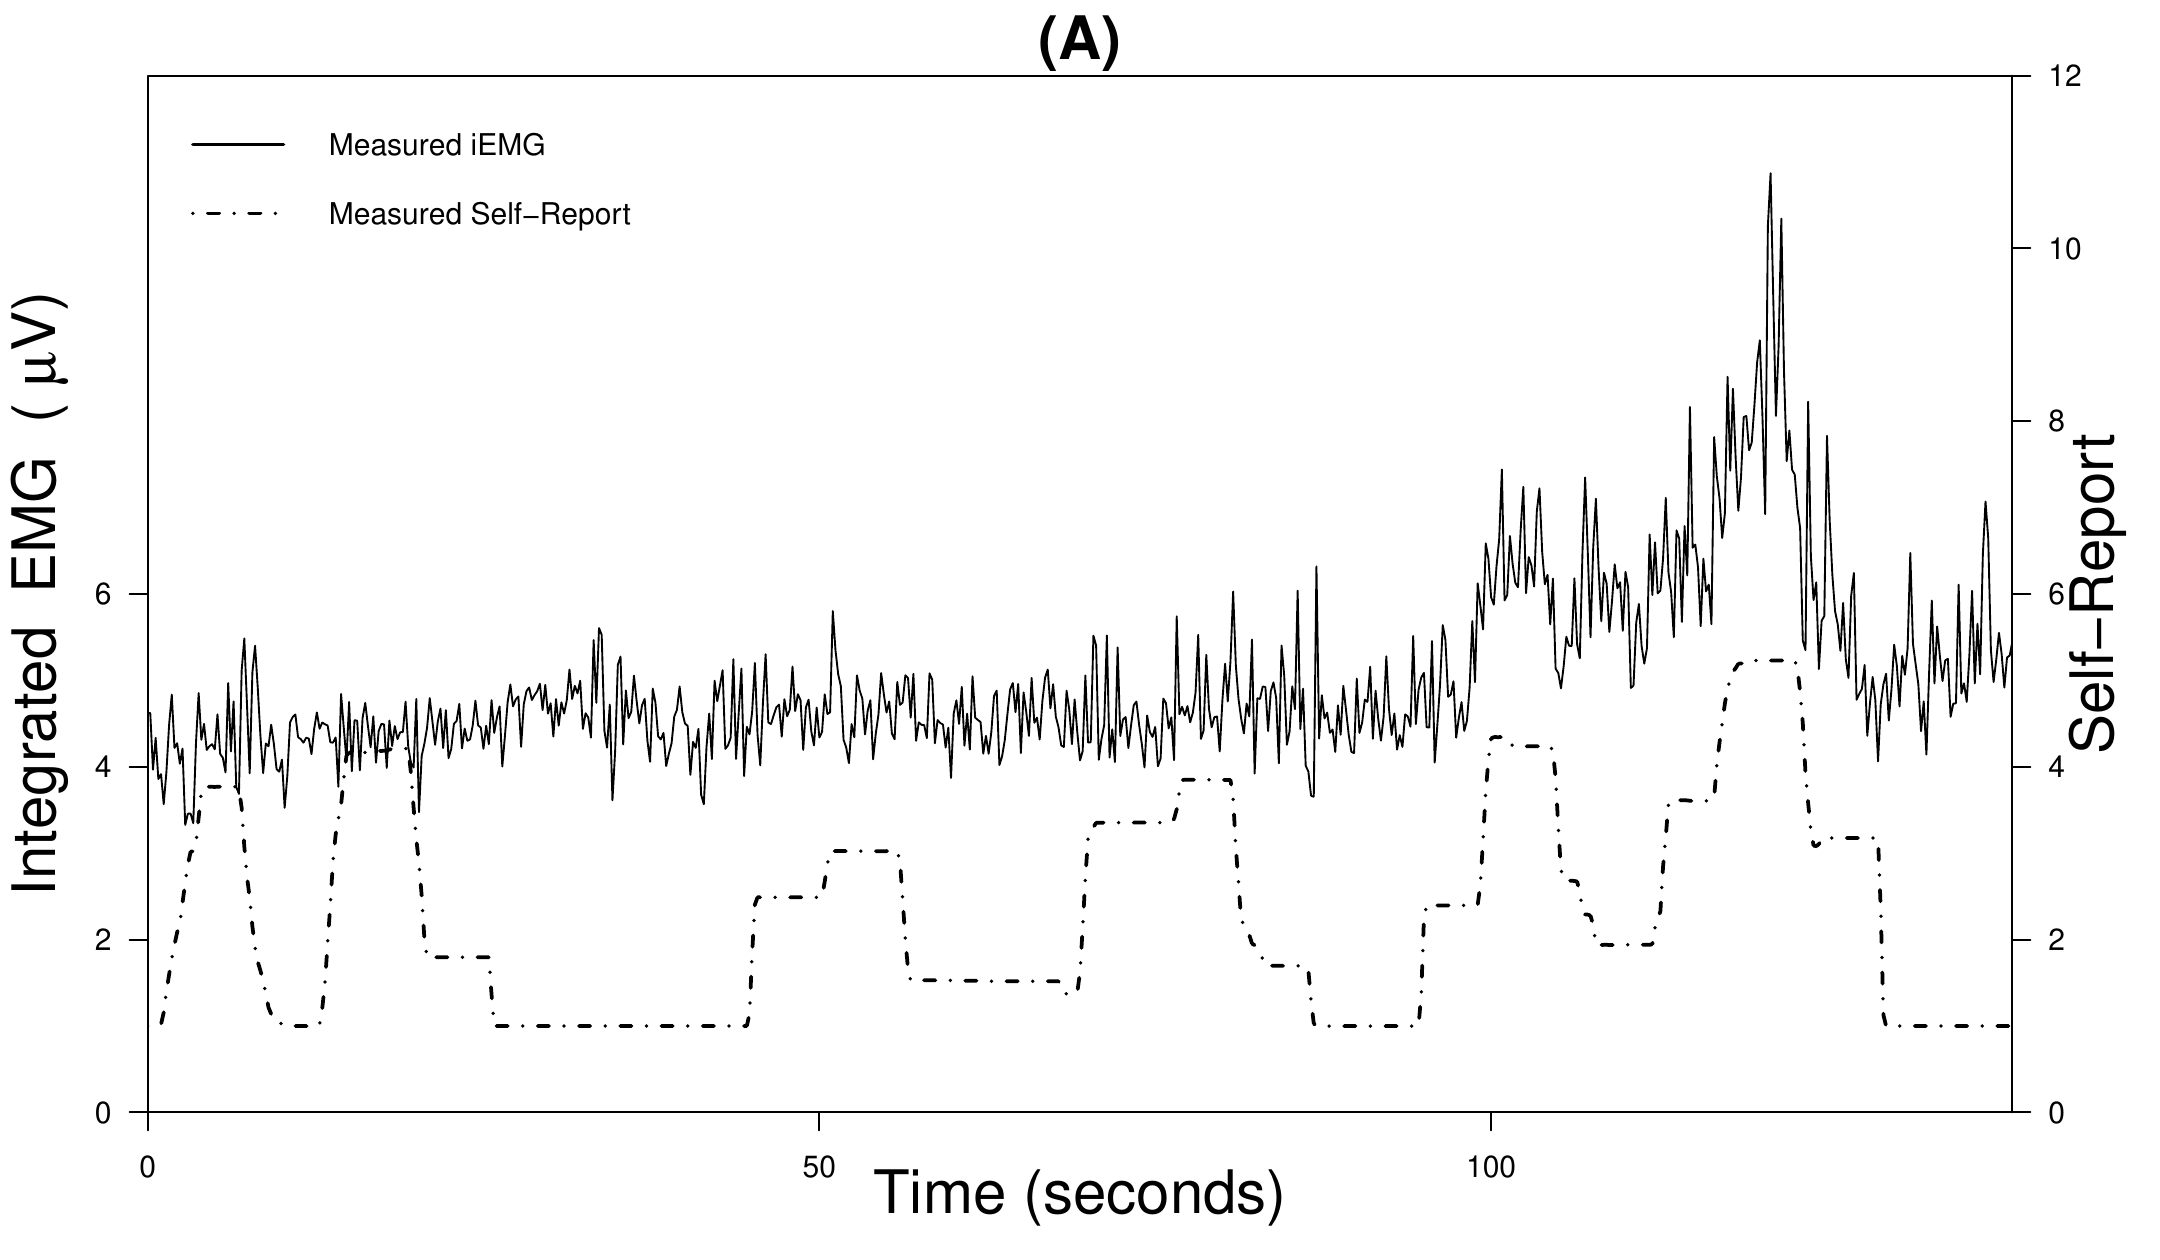 (A)
Measured iEMG
Measured Self−Report
Integrated EMG ( μV)
0
2
4
6
Self−Report
12
10
8
6
4
2
0
0
50
100
Time (seconds)